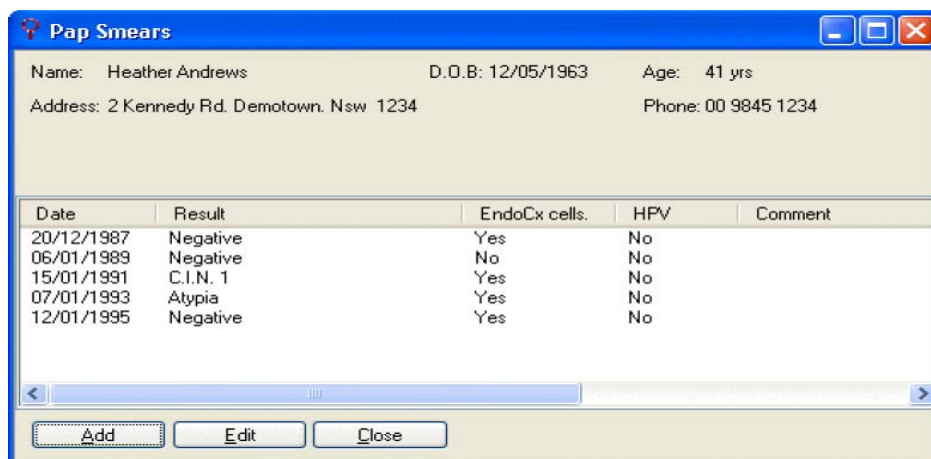 Pap Smears
Name: Heather Andrews D.O.B: 12/05/1963 Age: 41 yrs
Address: 2 Kennedy Rd. Demotown. Nsw 1234 Phone: 00 9845 1234
Date Result EndoCx cells. HPV Comment
20/12/1987 Negative Yes No
06/01/1989 Negative No No
15/01/1991 C.I.N. 1 Yes No
07/01/1993 Atypia Yes No
12/01/1995 Negative Yes No
Add Edit Close